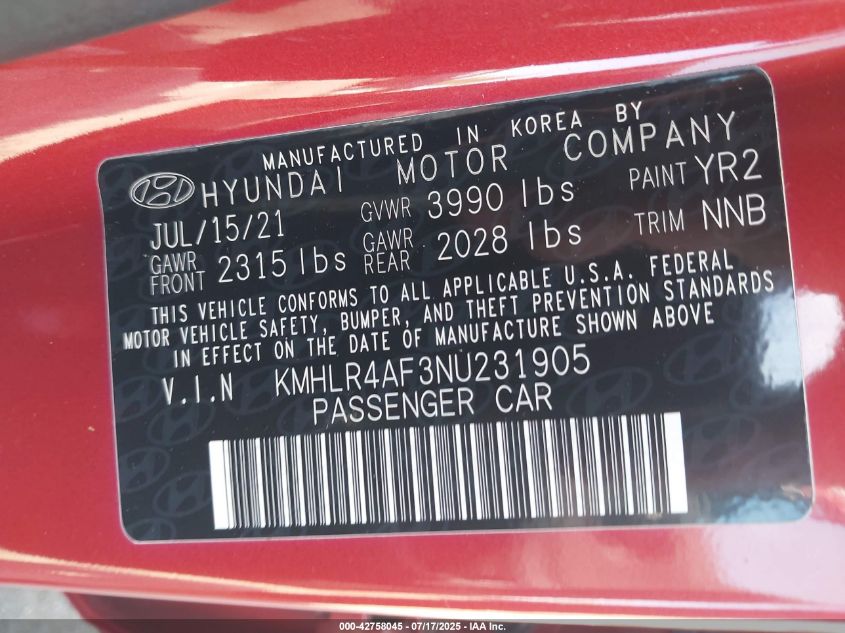 MANUFACTURED IN KOREA BY
HYUNDAI MOTOR COMPANY
JUL/15/21 GVWR 3990 lbs PAINT YR2
GAWR FRONT 2315 lbs GAWR REAR 2028 lbs TRIM NNB
THIS VEHICLE CONFORMS TO ALL APPLICABLE U.S.A. FEDERAL
MOTOR VEHICLE SAFETY, BUMPER, AND THEFT PREVENTION STANDARDS
IN EFFECT ON THE DATE OF MANUFACTURE SHOWN ABOVE
V.I.N KMHLR4AF3NU231905
PASSENGER CAR
000-42758045 - 07/17/2025 - IAA Inc.